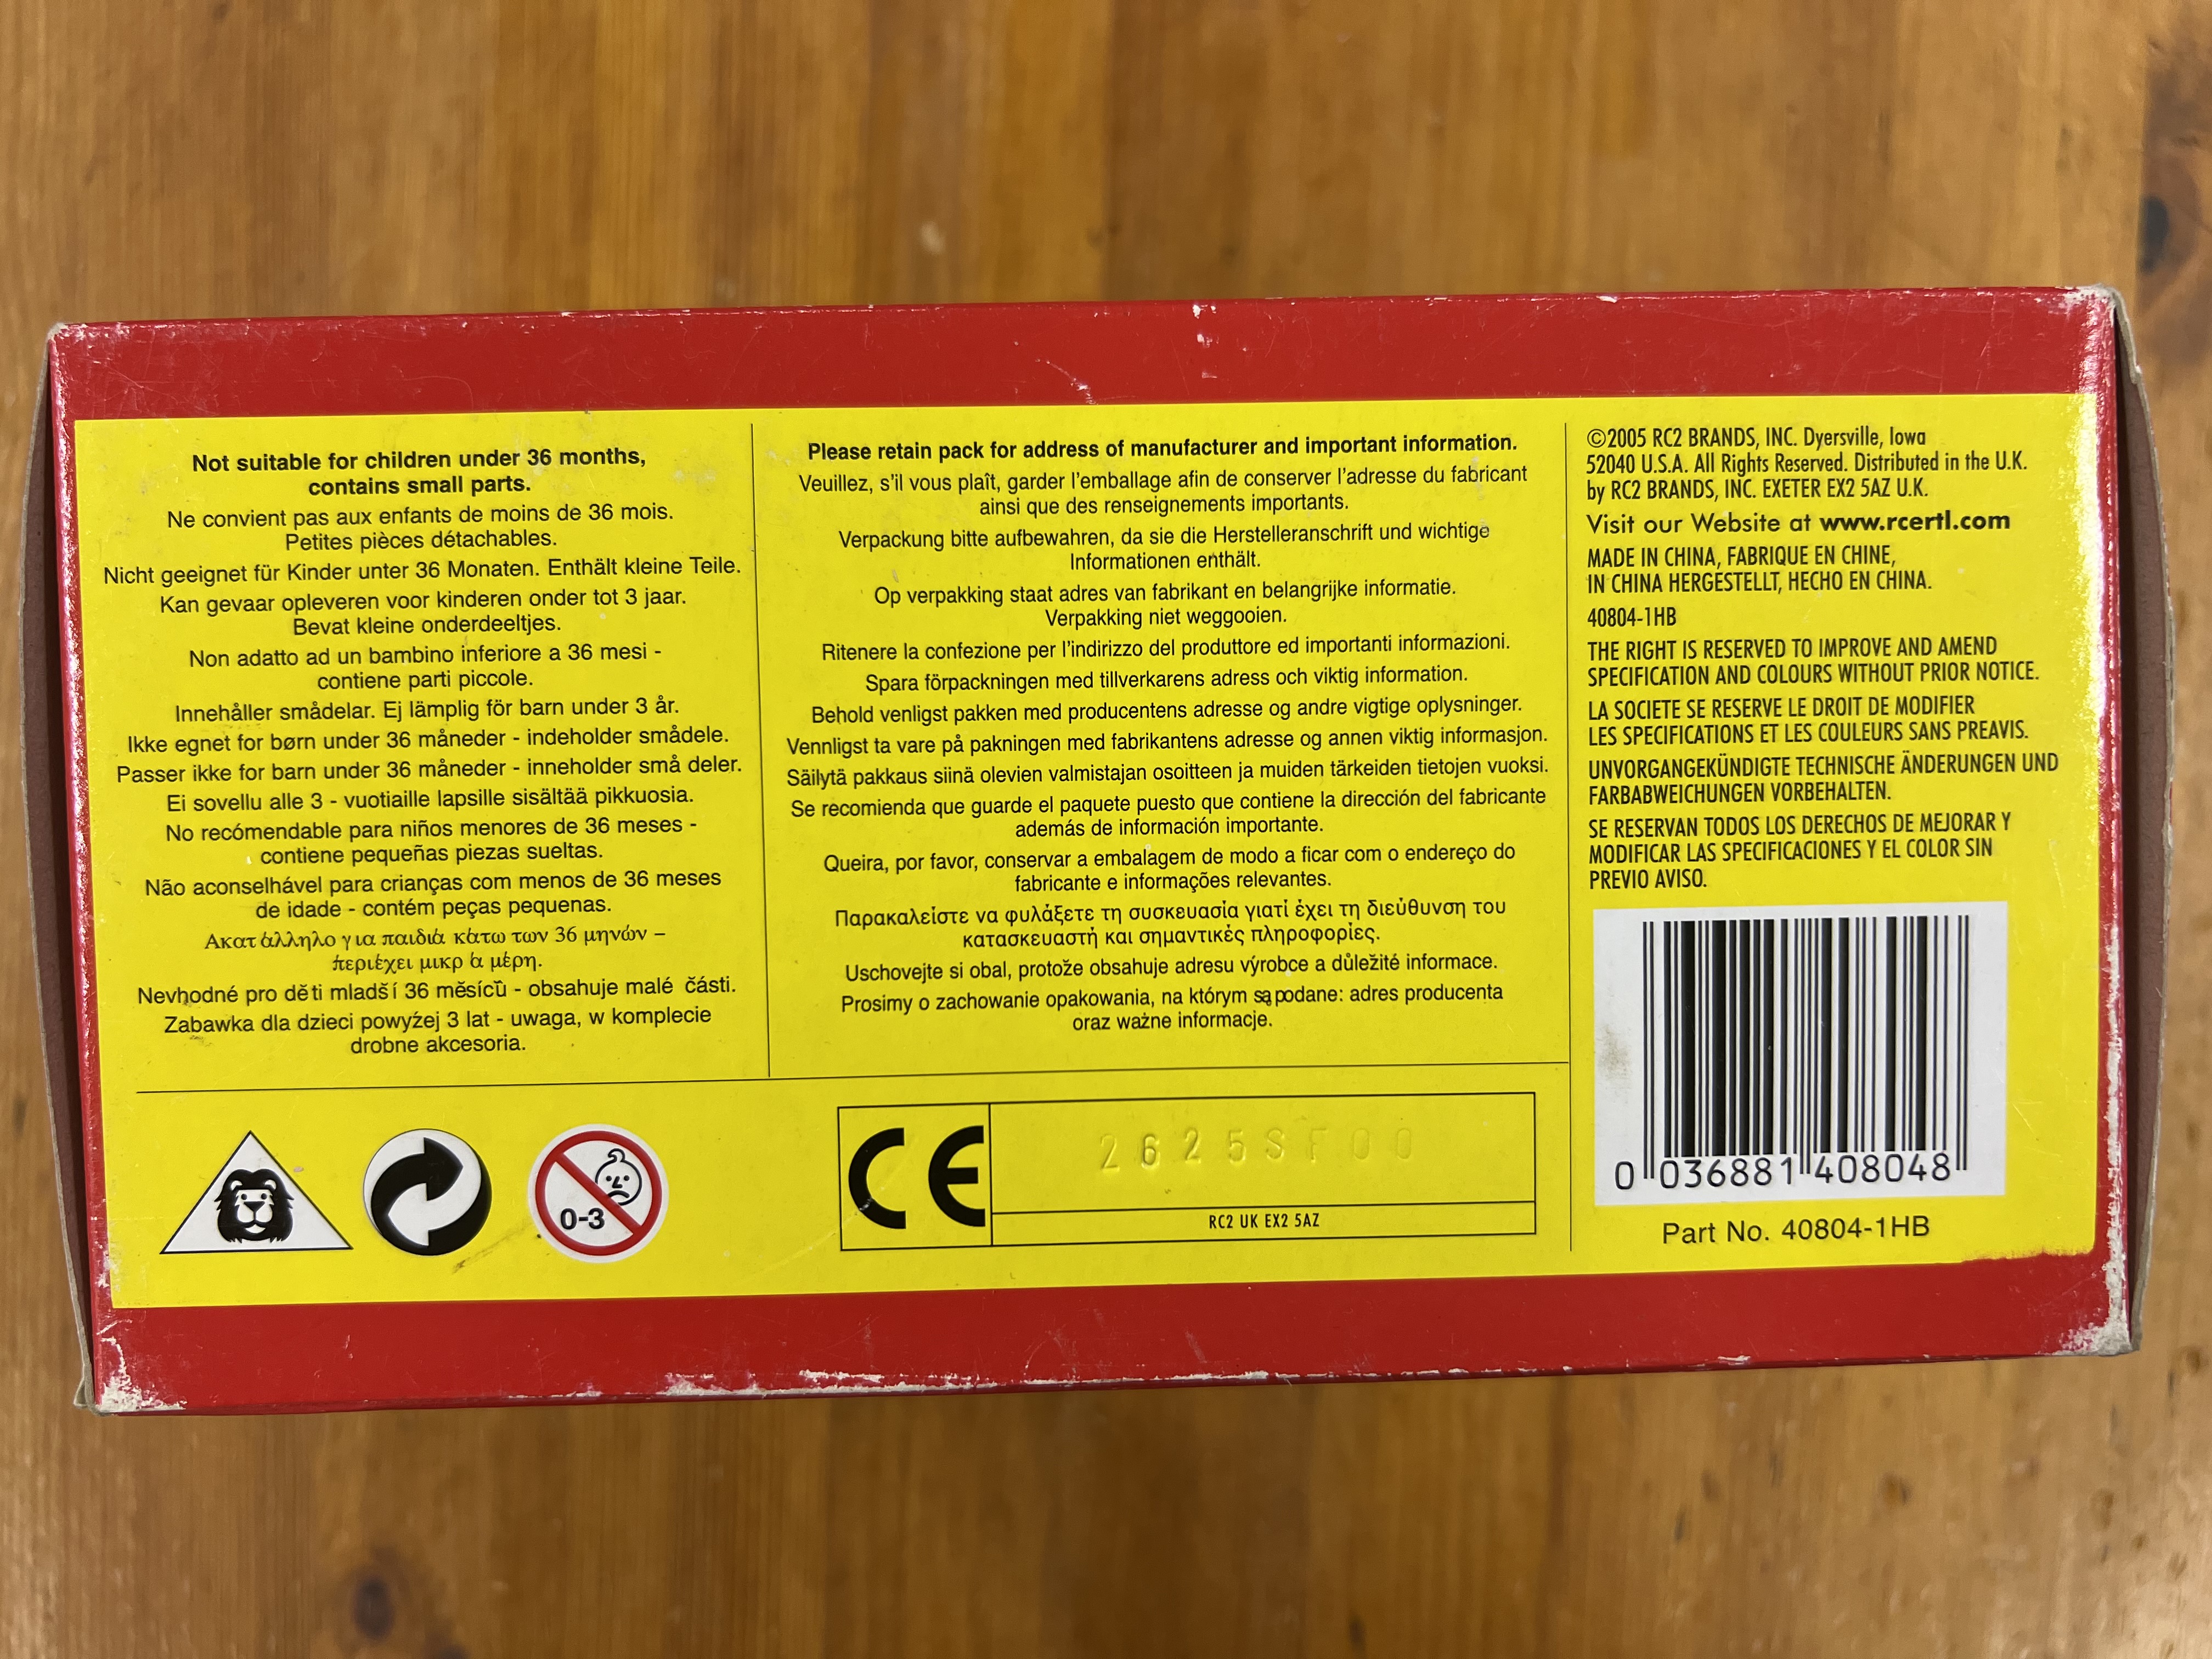 Not suitable for children under 36 months,
contains small parts.
Ne convient pas aux enfants de moins de 36 mois.
Petites pièces détachables.
Nicht geeignet für Kinder unter 36 Monaten. Enthält kleine Teile.
Kan gevaar opleveren voor kinderen onder tot 3 jaar.
Bevat kleine onderdeeltjes.
Non adatto ad un bambino inferiore a 36 mesi -
contiene parti piccole.
Innehåller smådelar. Ej lämplig för barn under 3 år.
Ikke egnet for børn under 36 måneder - indeholder smådele.
Passer ikke for barn under 36 måneder - inneholder små deler.
Ei sovellu alle 3 - vuotiaille lapsille sisältää pikkuosia.
No recómendable para niños menores de 36 meses -
contiene pequeñas piezas sueltas.
Não aconselhável para crianças com menos de 36 meses
de idade - contém peças pequenas.
Ακατάλληλο για παιδιά κάτω των 36 μηνών –
περιέχει μικρά μέρη.
Nevhodné pro děti mladší 36 měsíců - obsahuje malé části.
Zabawka dla dzieci powyźej 3 lat - uwaga, w komplecie
drobne akcesoria.
0-3
Please retain pack for address of manufacturer and important information.
Veuillez, s'il vous plaît, garder l'emballage afin de conserver l'adresse du fabricant
ainsi que des renseignements importants.
Verpackung bitte aufbewahren, da sie die Herstelleranschrift und wichtige
Informationen enthält.
Op verpakking staat adres van fabrikant en belangrijke informatie.
Verpakking niet weggooien.
Ritenere la confezione per l'indirizzo del produttore ed importanti informazioni.
Spara förpackningen med tillverkarens adress och viktig information.
Behold venligst pakken med producentens adresse og andre vigtige oplysninger.
Vennligst ta vare på pakningen med fabrikantens adresse og annen viktig informasjon.
Säilytä pakkaus siinä olevien valmistajan osoitteen ja muiden tärkeiden tietojen vuoksi.
Se recomienda que guarde el paquete puesto que contiene la dirección del fabricante
además de información importante.
Queira, por favor, conservar a embalagem de modo a ficar com o endereço do
fabricante e informações relevantes.
Παρακαλείστε να φυλάξετε τη συσκευασία γιατί έχει τη διεύθυνση του
κατασκευαστή και σημαντικές πληροφορίες.
Uschovejte si obal, protože obsahuje adresu výrobce a důležité informace.
Prosimy o zachowanie opakowania, na którym są podane: adres producenta
oraz ważne informacje.
CE
2625SF00
RC2 UK EX2 5AZ
©2005 RC2 BRANDS, INC. Dyersville, Iowa
52040 U.S.A. All Rights Reserved. Distributed in the U.K.
by RC2 BRANDS, INC. EXETER EX2 5AZ U.K.
Visit our Website at www.rcertl.com
MADE IN CHINA, FABRIQUE EN CHINE,
IN CHINA HERGESTELLT, HECHO EN CHINA.
40804-1HB
THE RIGHT IS RESERVED TO IMPROVE AND AMEND
SPECIFICATION AND COLOURS WITHOUT PRIOR NOTICE.
LA SOCIETE SE RESERVE LE DROIT DE MODIFIER
LES SPECIFICATIONS ET LES COULEURS SANS PREAVIS.
UNVORGANGEKÜNDIGTE TECHNISCHE ÄNDERUNGEN UND
FARBABWEICHUNGEN VORBEHALTEN.
SE RESERVAN TODOS LOS DERECHOS DE MEJORAR Y
MODIFICAR LAS SPECIFICACIONES Y EL COLOR SIN
PREVIO AVISO.
0 036881 408048
Part No. 40804-1HB